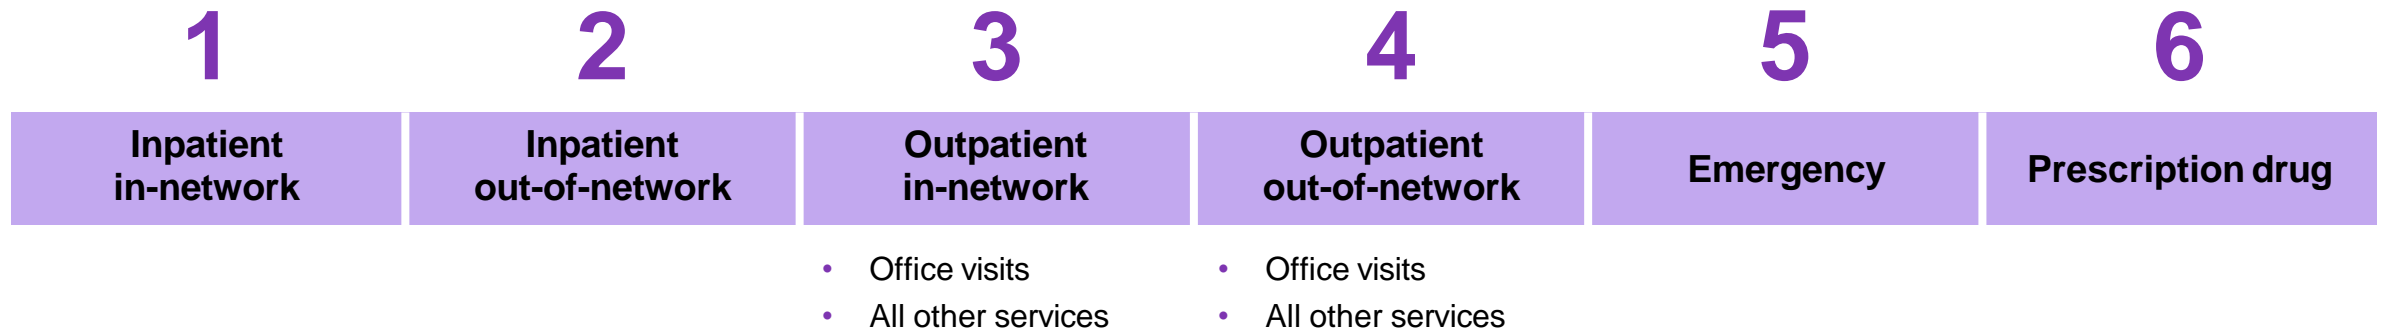 1
Inpatient
in-network
2
Inpatient
out-of-network
3
Outpatient
in-network
• Office visits
• All other services
4
Outpatient
out-of-network
• Office visits
• All other services
5
Emergency
6
Prescription drug